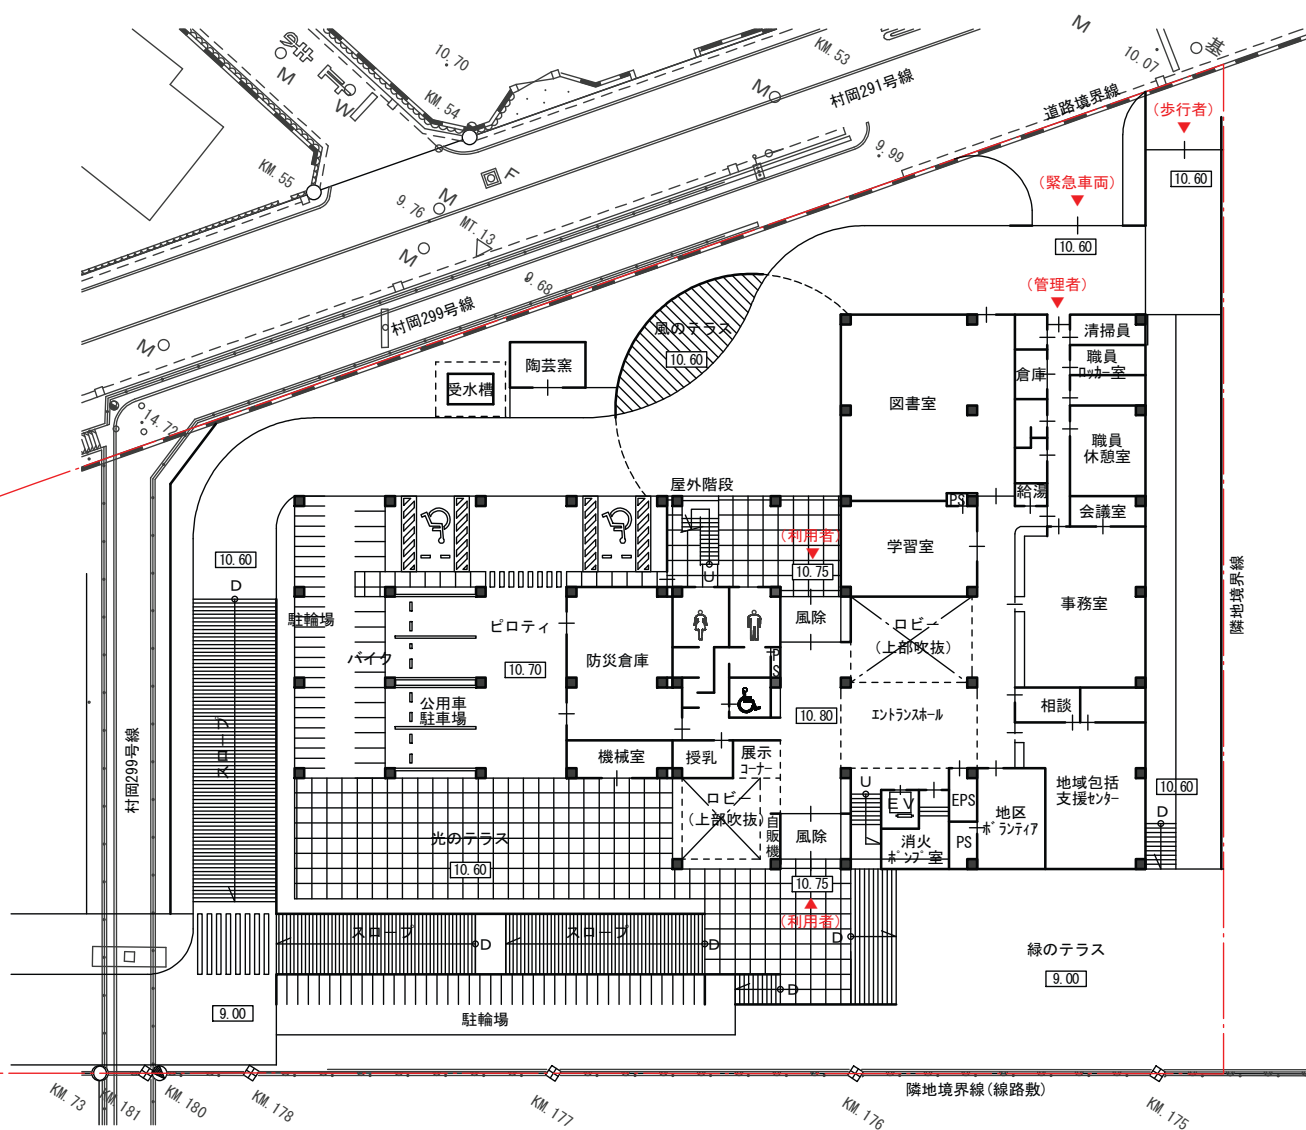 M
10.70
KM.53
10.07
基
M
W
KM.54
M
村岡291号線
道路境界線
(歩行者)
10.60
KM.55
9.99
F
M
9.76
(緊急車両)
MT.13
M
10.60
9.68
(管理者)
村岡299号線
風のテラス
10.60
清掃員
M
陶芸窯
職員
ロッカー室
倉庫
受水槽
図書室
14.72
職員
休憩室
屋外階段
PS
給湯
会議室
(利用者)
学習室
10.60
D
U
10.75
隣地境界線
駐輪場
ピロティ
風除
ロビー
(上部吹抜)
事務室
バイク
防災倉庫
PS
10.70
公用車
駐車場
相談
10.80
エントランスホール
スロープ
村岡299号線
機械室
授乳
展示
コーナー
ロビー
(上部吹抜)
U
EV
EPS
地域包括
支援センター
10.60
D
地区
ボランティア
自販機
風除
消火
ポンプ室
PS
光のテラス
10.60
10.75
(利用者)
スロープ
D
スロープ
D
D
緑のテラス
9.00
D
9.00
駐輪場
隣地境界線(線路敷)
KM.73
KM.181
KM.180
KM.178
KM.177
KM.176
KM.175